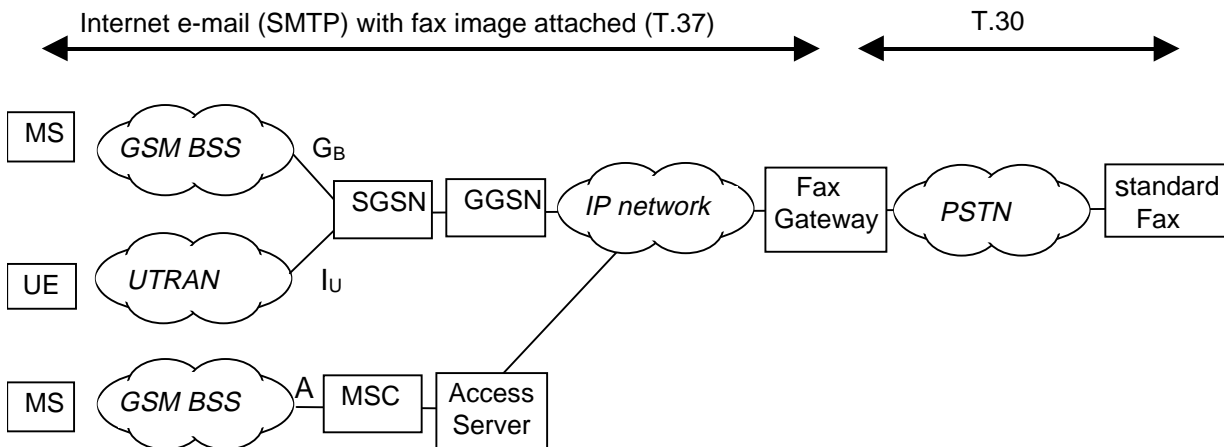 Internet e-mail (SMTP) with fax image attached (T.37)
T.30
MS
GSM BSS
GB
SGSN
GGSN
IP network
Fax
Gateway
PSTN
standard
Fax
UE
UTRAN
IU
MS
GSM BSS
A
MSC
Access
Server